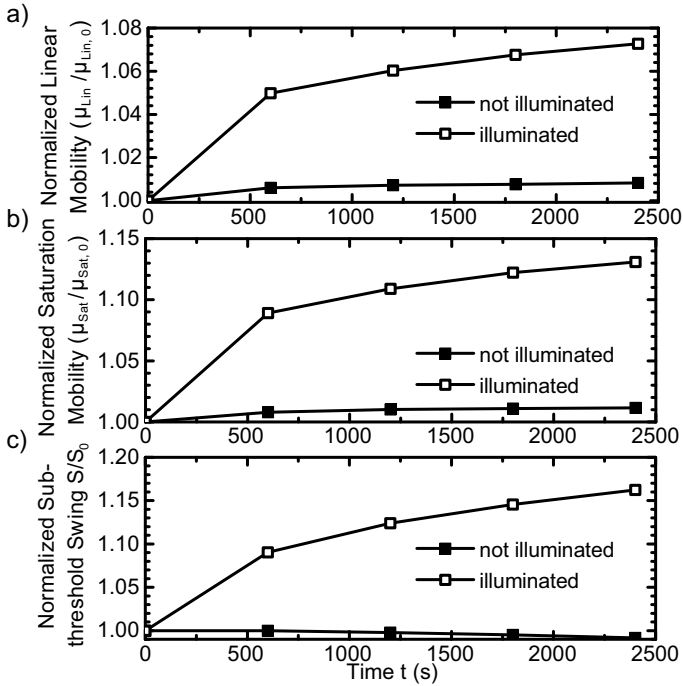 a)
Normalized Linear
Mobility (μLin /μLin, 0)
1.08
1.06
1.04
1.02
1.00
not illuminated
illuminated
0 500 1000 1500 2000 2500
b)
Normalized Saturation
Mobility (μSat /μSat, 0)
1.15
1.10
1.05
1.00
not illuminated
illuminated
0 500 1000 1500 2000 2500
c)
Normalized Sub-
threshold Swing S/S0
1.20
1.15
1.10
1.05
1.00
not illuminated
illuminated
0 500 1000 1500 2000 2500
Time t (s)